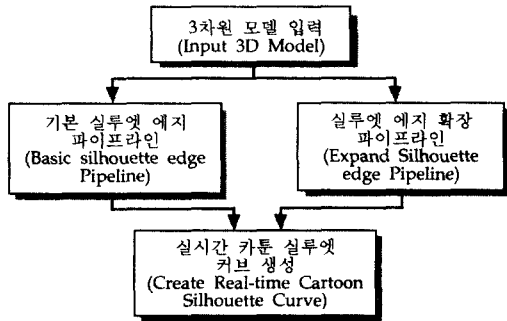 3차원 모델 입력
(Input 3D Model)
기본 실루엣 에지
파이프라인
(Basic silhouette edge
Pipeline)
실루엣 에지 확장
파이프라인
(Expand Silhouette
edge Pipeline)
실시간 카툰 실루엣
커브 생성
(Create Real-time Cartoon
Silhouette Curve)